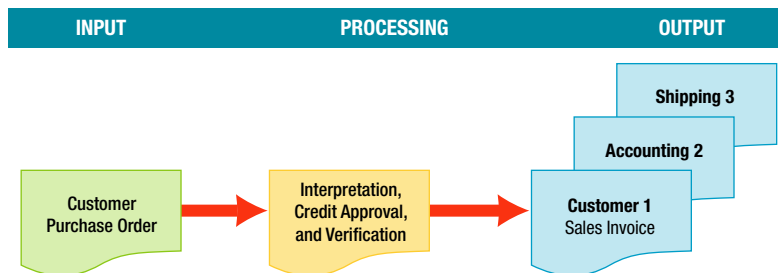 INPUT
PROCESSING
OUTPUT
Shipping 3
Accounting 2
Customer
Purchase Order
Interpretation,
Credit Approval,
and Verification
Customer 1
Sales Invoice